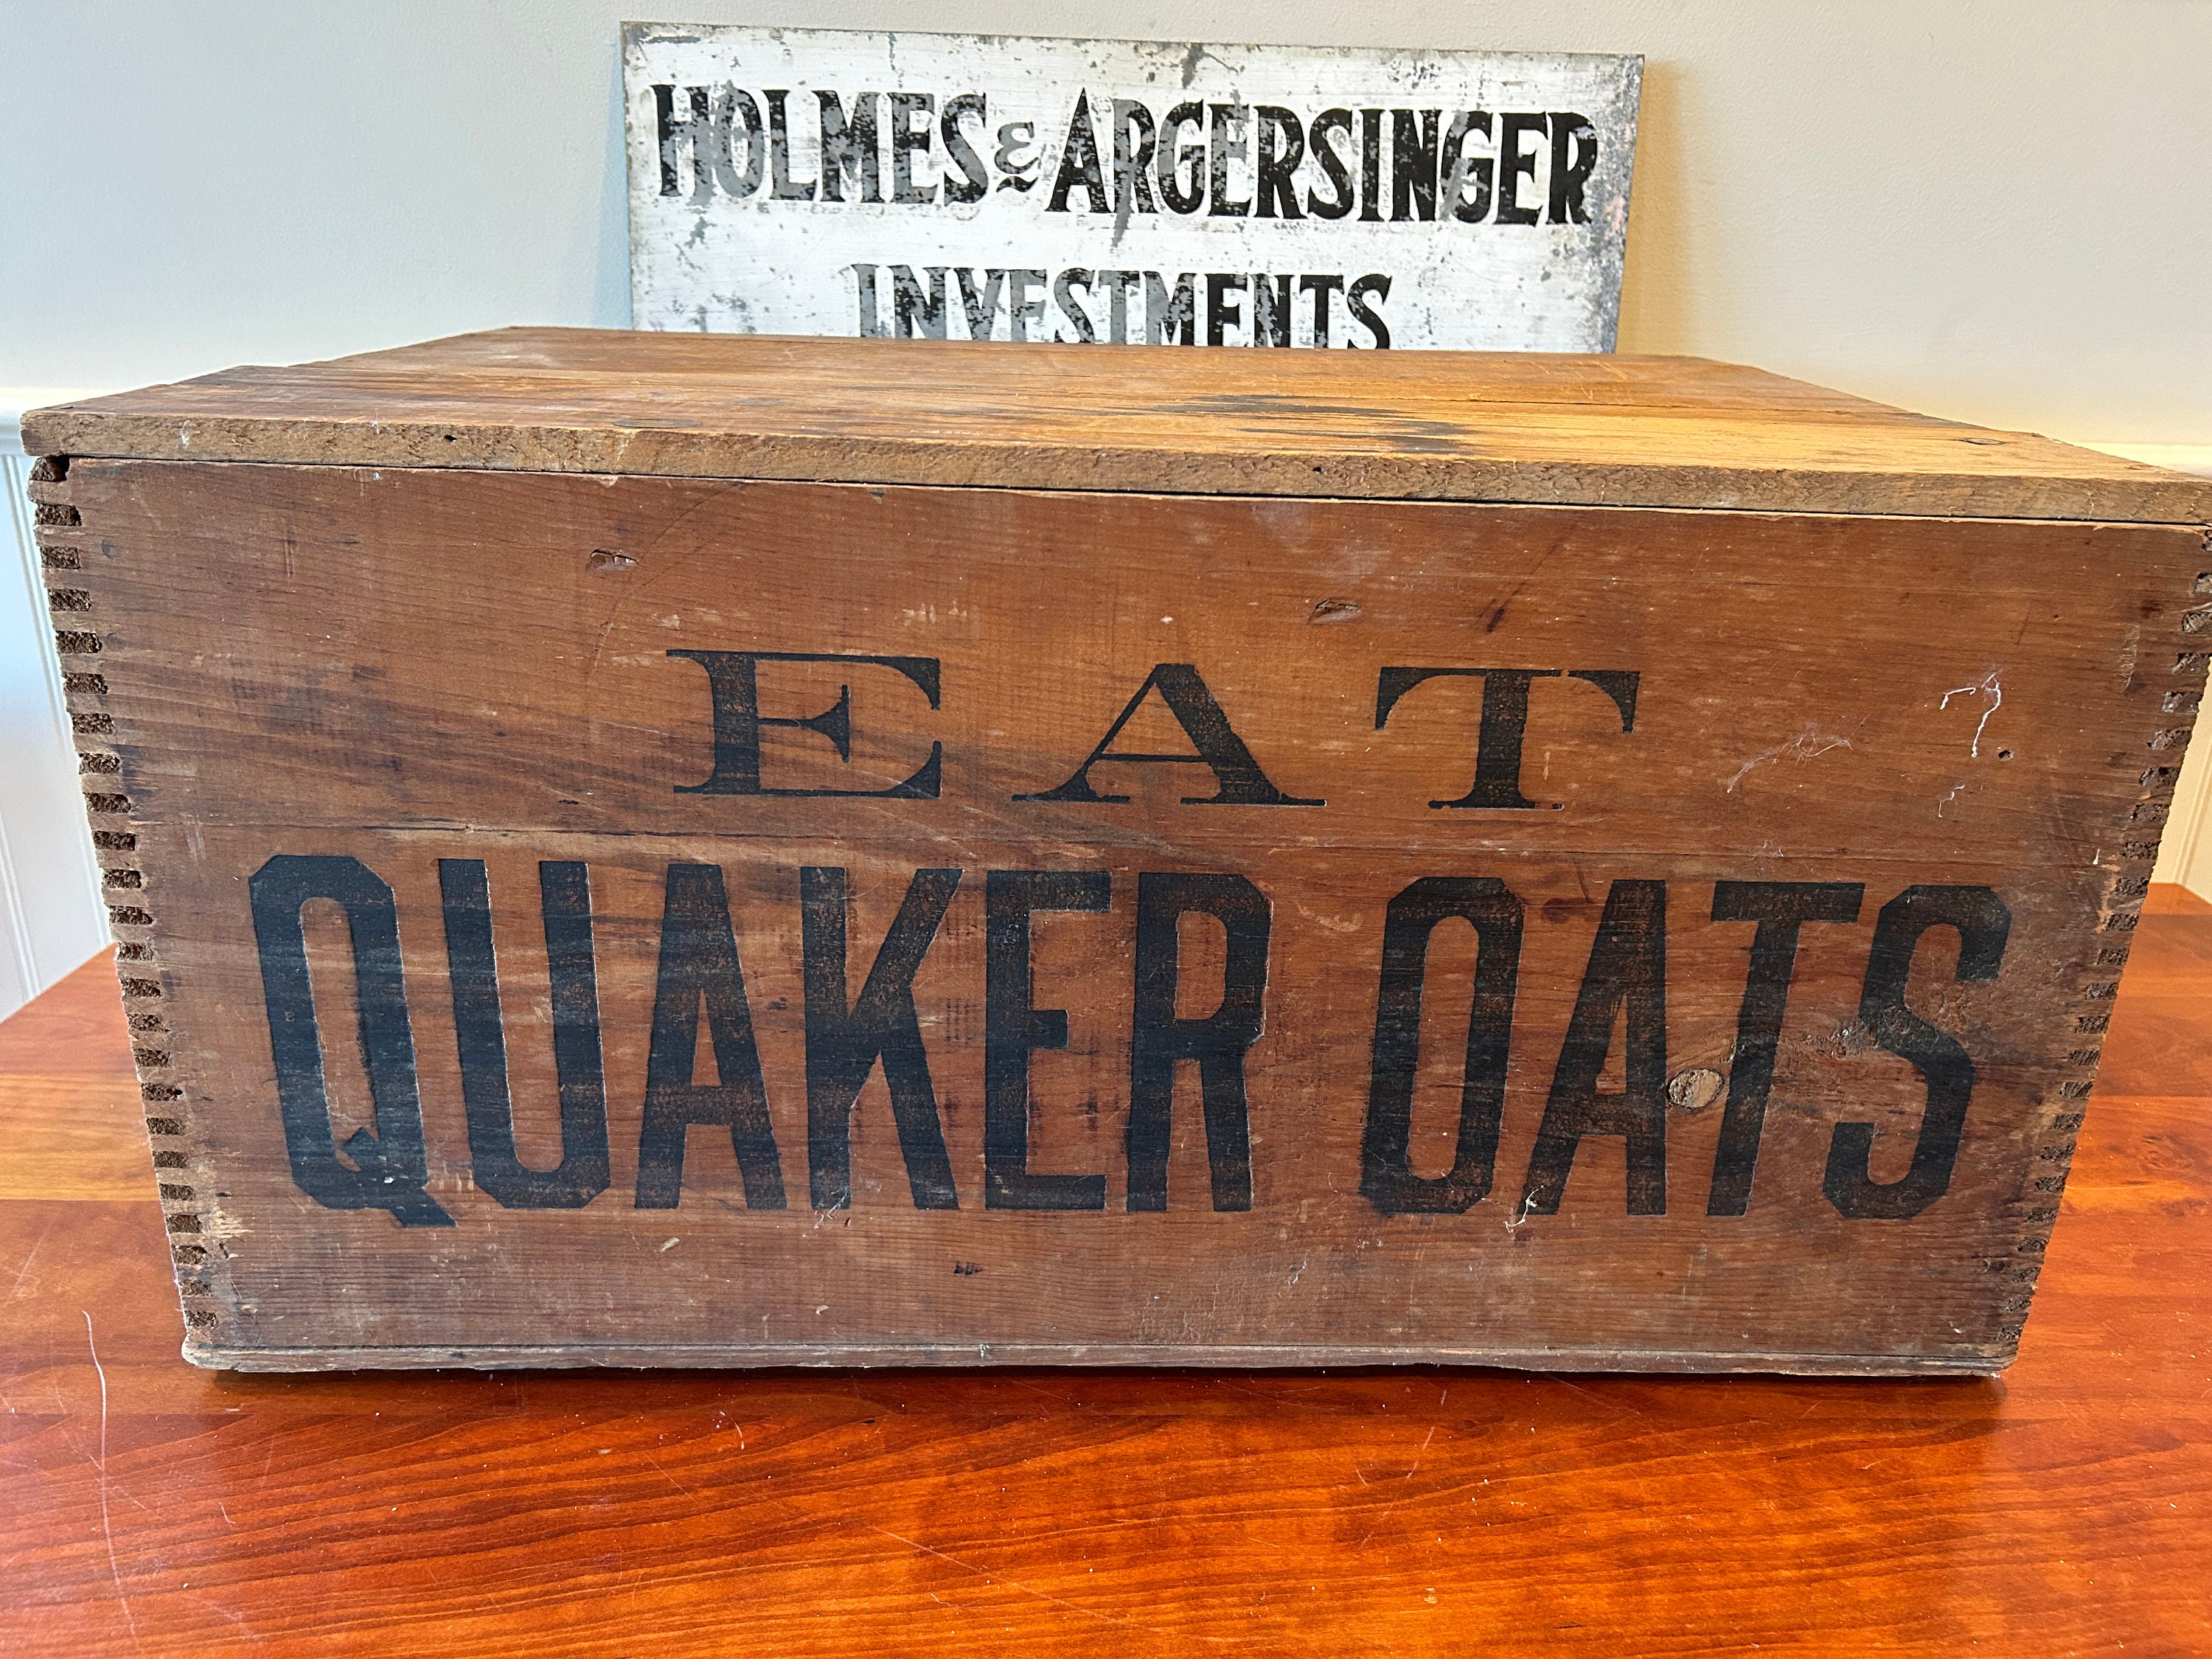 HOLMES & ARGERSINGER
INVESTMENTS
EAT
QUAKER OATS